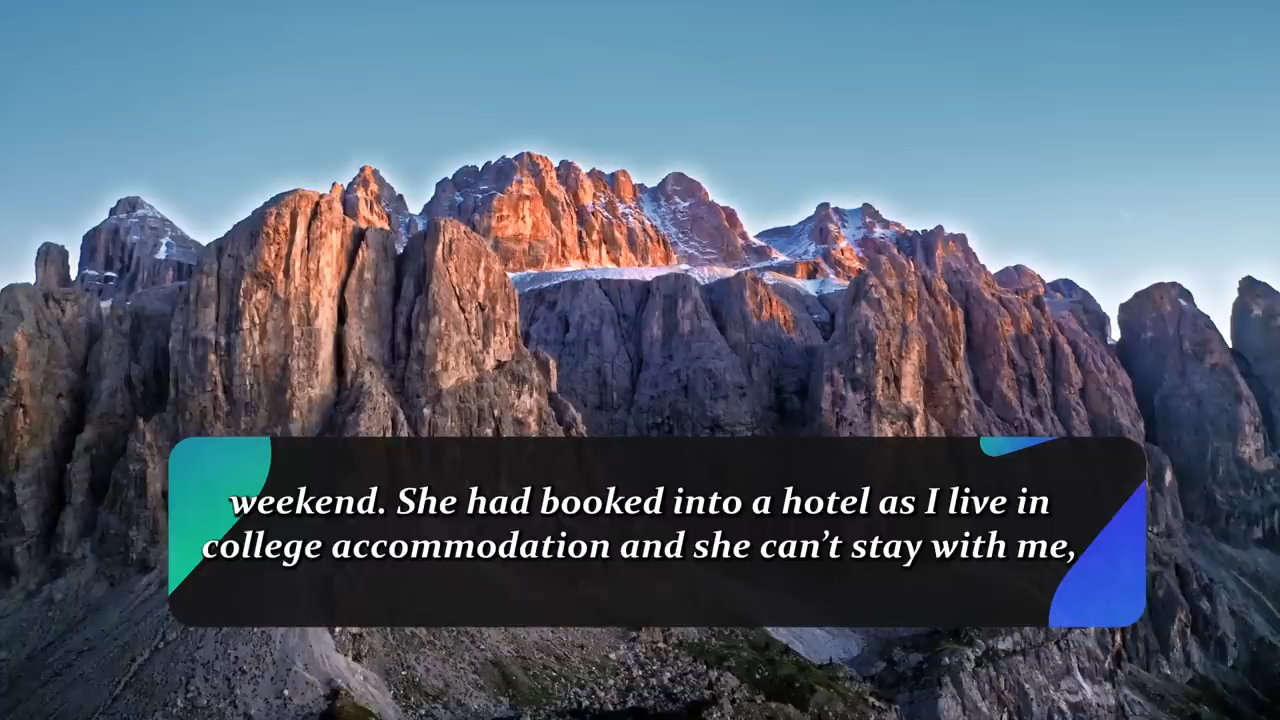 weekend. She had booked into a hotel as I live in
college accommodation and she can’t stay with me,